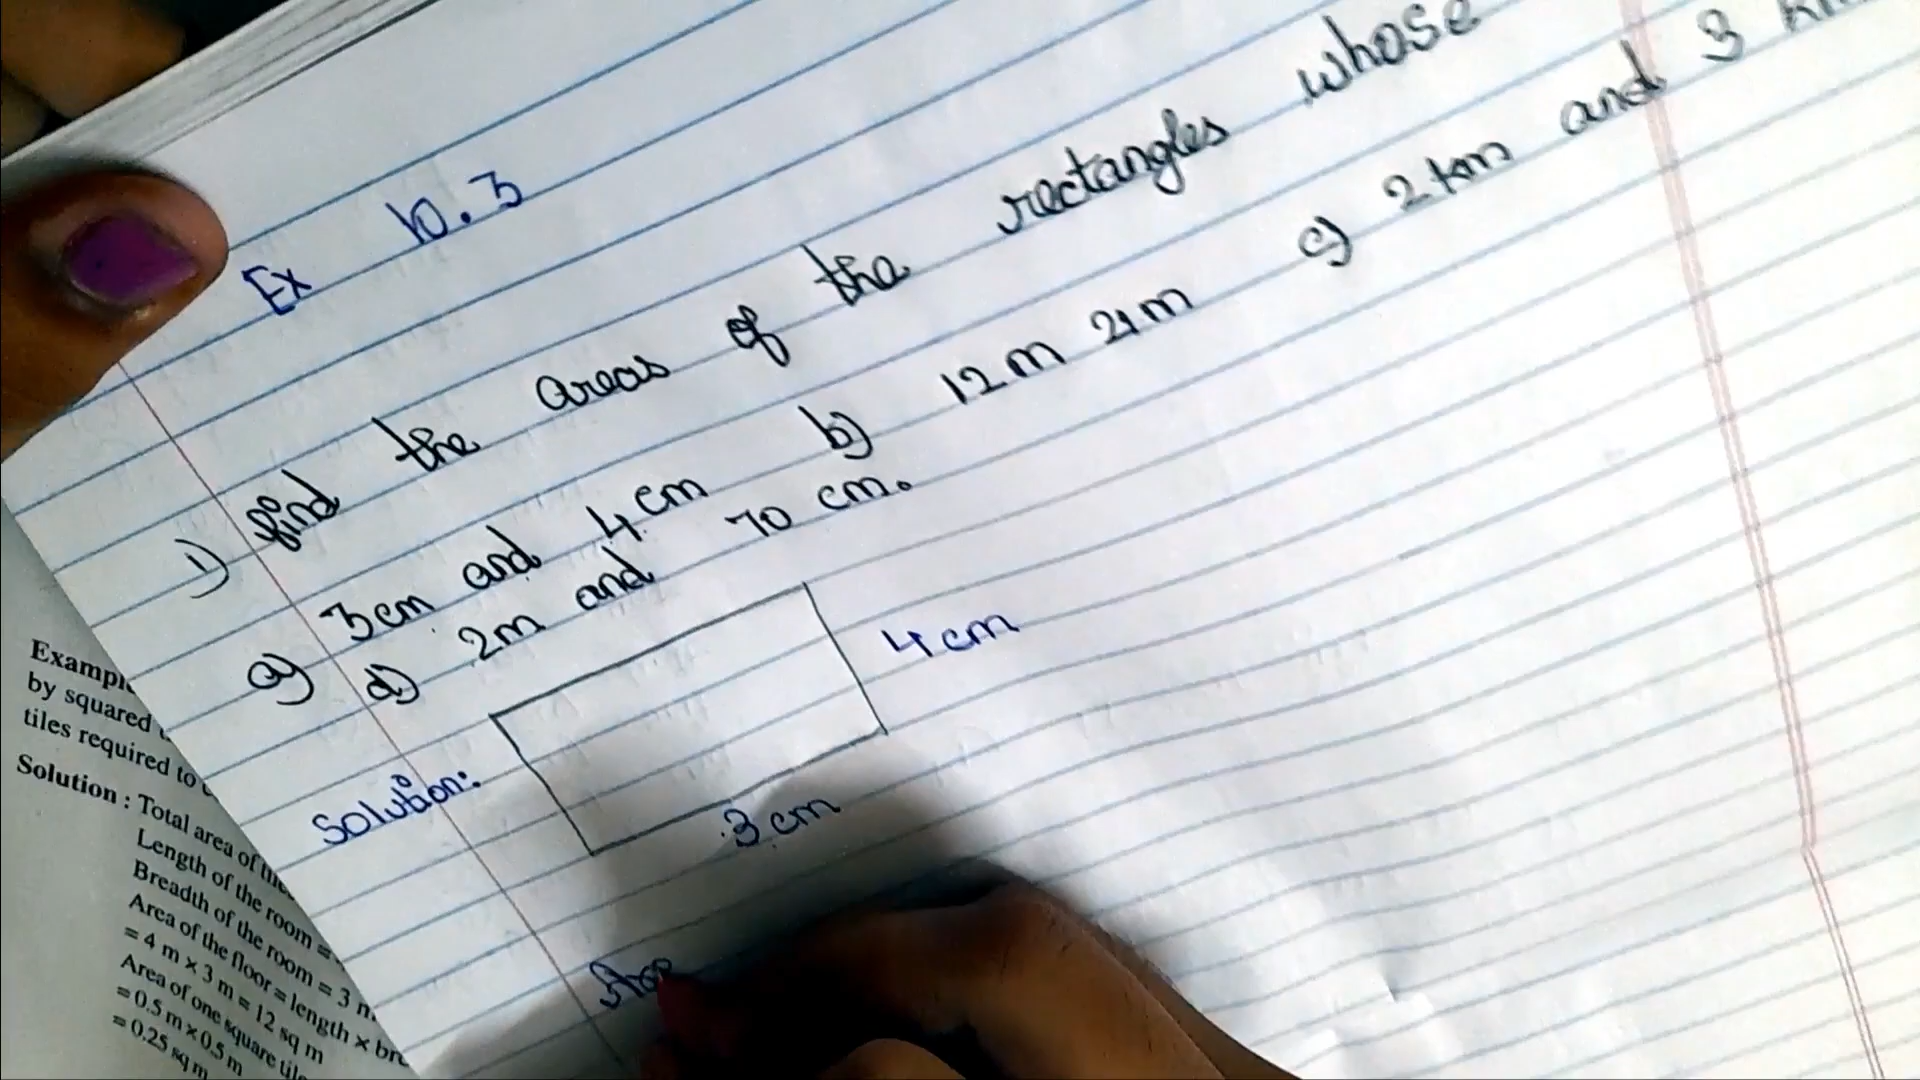 Ex 10.3
1) find the areas of the rectangles whose
a) 3cm and 4cm b) 12m 21m c) 2km and 3
d) 2m and 70 cm.
Solution:
4cm
3cm
by squared
tiles required to
Solution : Total area of the
Length of the room =
Breadth of the room = 3 m
Area of the floor = length ×
= 4 m × 3 m = 12 sq m
Area of one square tile
= 0.5 m × 0.5 m
= 0.25 sq m